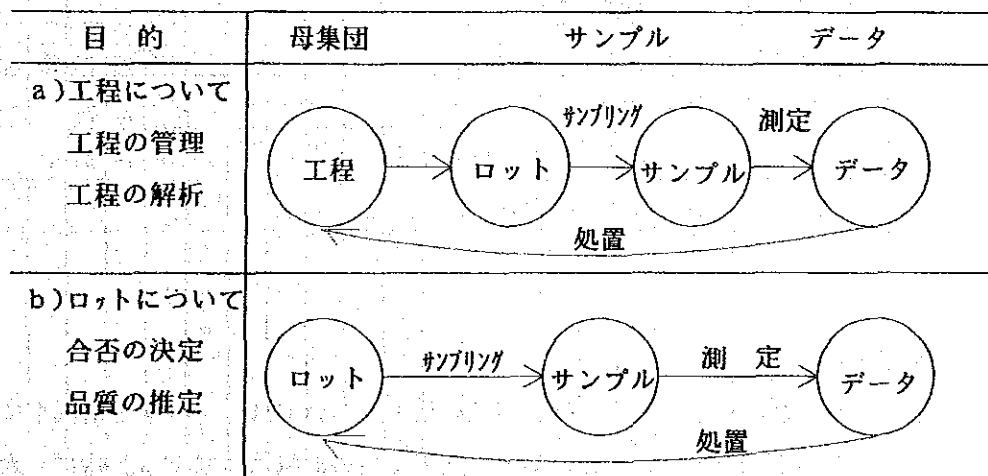 目 的 母集団 サンプル データ
a)工程について
工程の管理
工程の解析
サンプリング 測定
工程 ロット サンプル データ
処置
b)ロットについて
合否の決定
品質の推定
サンプリング 測 定
ロット サンプル データ
処置